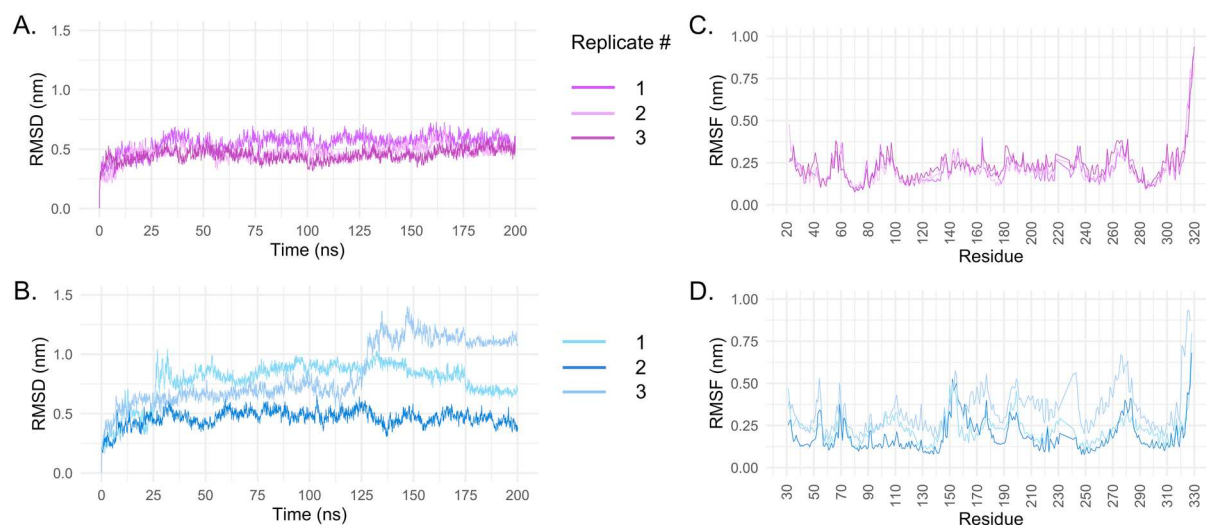 A.
RMSD (nm)
1.5
1.0
0.5
0.0
0 25 50 75 100 125 150 175 200
Time (ns)
Replicate #
1
2
3
C.
RMSF (nm)
1.00
0.75
0.50
0.25
0.00
20 40 60 80 100 120 140 160 180 200 220 240 260 280 300 320
Residue
B.
RMSD (nm)
1.5
1.0
0.5
0.0
0 25 50 75 100 125 150 175 200
Time (ns)
1
2
3
D.
RMSF (nm)
1.00
0.75
0.50
0.25
0.00
30 50 70 90 110 130 150 170 190 210 230 250 270 290 310 330
Residue